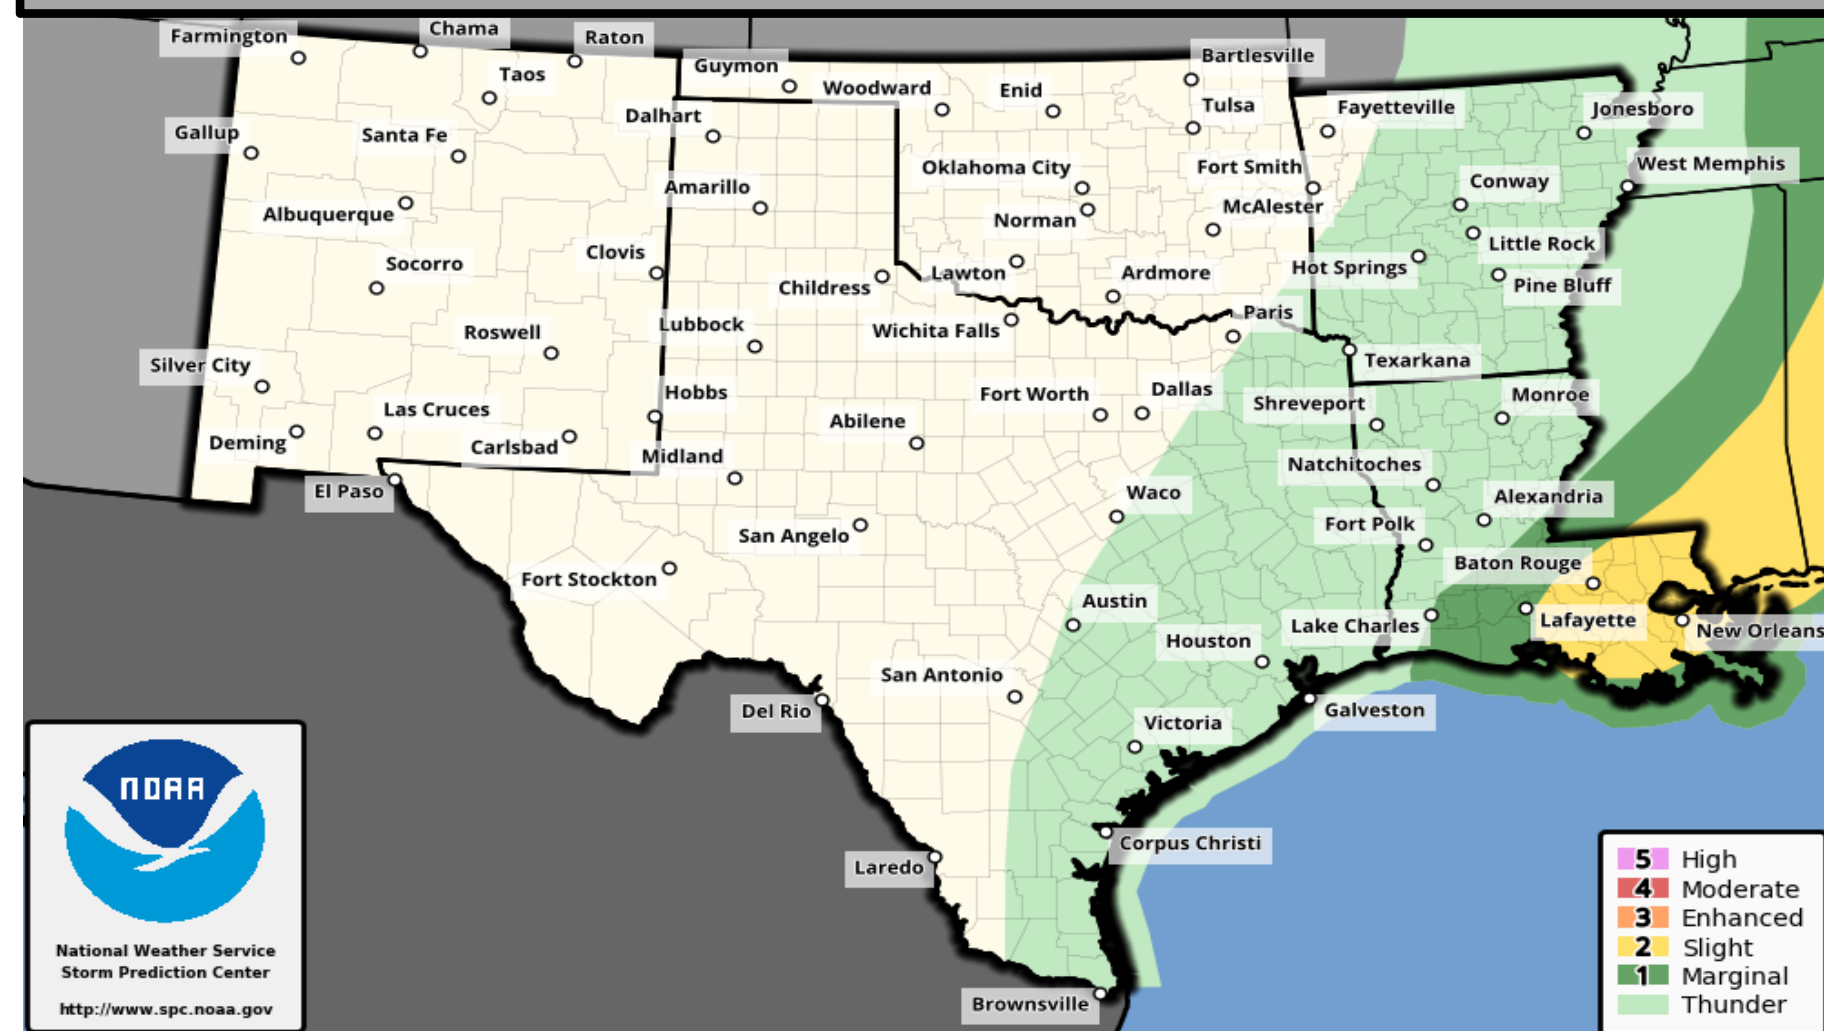 Farmington
Chama
Raton
Taos
Guymon
Woodward
Enid
Bartlesville
Tulsa
Fayetteville
Jonesboro
Dalhart
Gallup
Santa Fe
Oklahoma City
Fort Smith
West Memphis
Conway
Amarillo
Albuquerque
Norman
McAlester
Clovis
Socorro
Little Rock
Hot Springs
Pine Bluff
Childress
Lawton
Ardmore
Paris
Roswell
Lubbock
Wichita Falls
Texarkana
Silver City
Hobbs
Fort Worth
Dallas
Shreveport
Monroe
Las Cruces
Abilene
Deming
Carlsbad
Midland
Natchitoches
El Paso
Waco
Alexandria
San Angelo
Fort Polk
Baton Rouge
Fort Stockton
Austin
Houston
Lake Charles
Lafayette
New Orleans
San Antonio
Del Rio
Victoria
Galveston
Corpus Christi
Laredo
Brownsville
NOAA
National Weather Service
Storm Prediction Center
http://www.spc.noaa.gov
5 High
4 Moderate
3 Enhanced
2 Slight
1 Marginal
Thunder